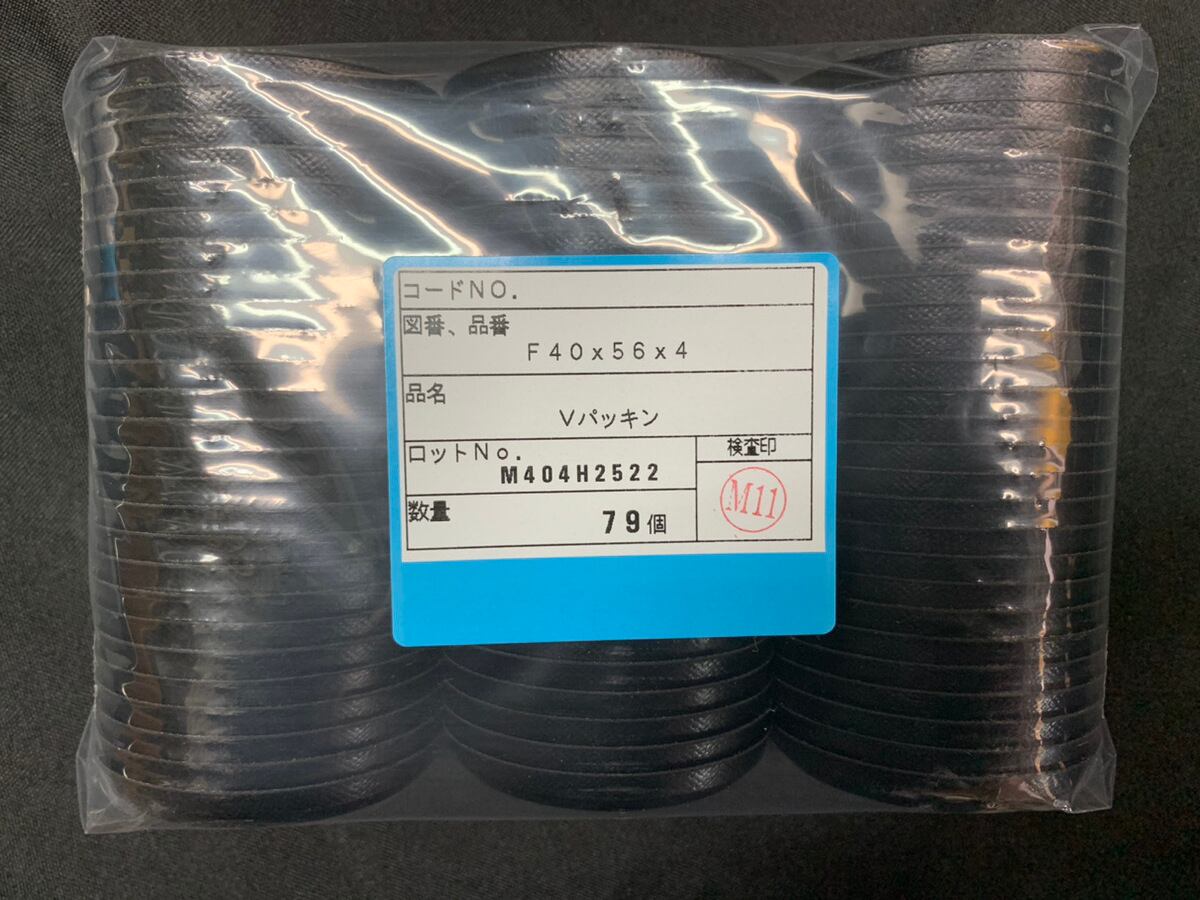 コードNO.
図番、品番
F40x56x4
品名
Vパッキン
ロットNo.
M404H2522
検査印
M11
数量
79個